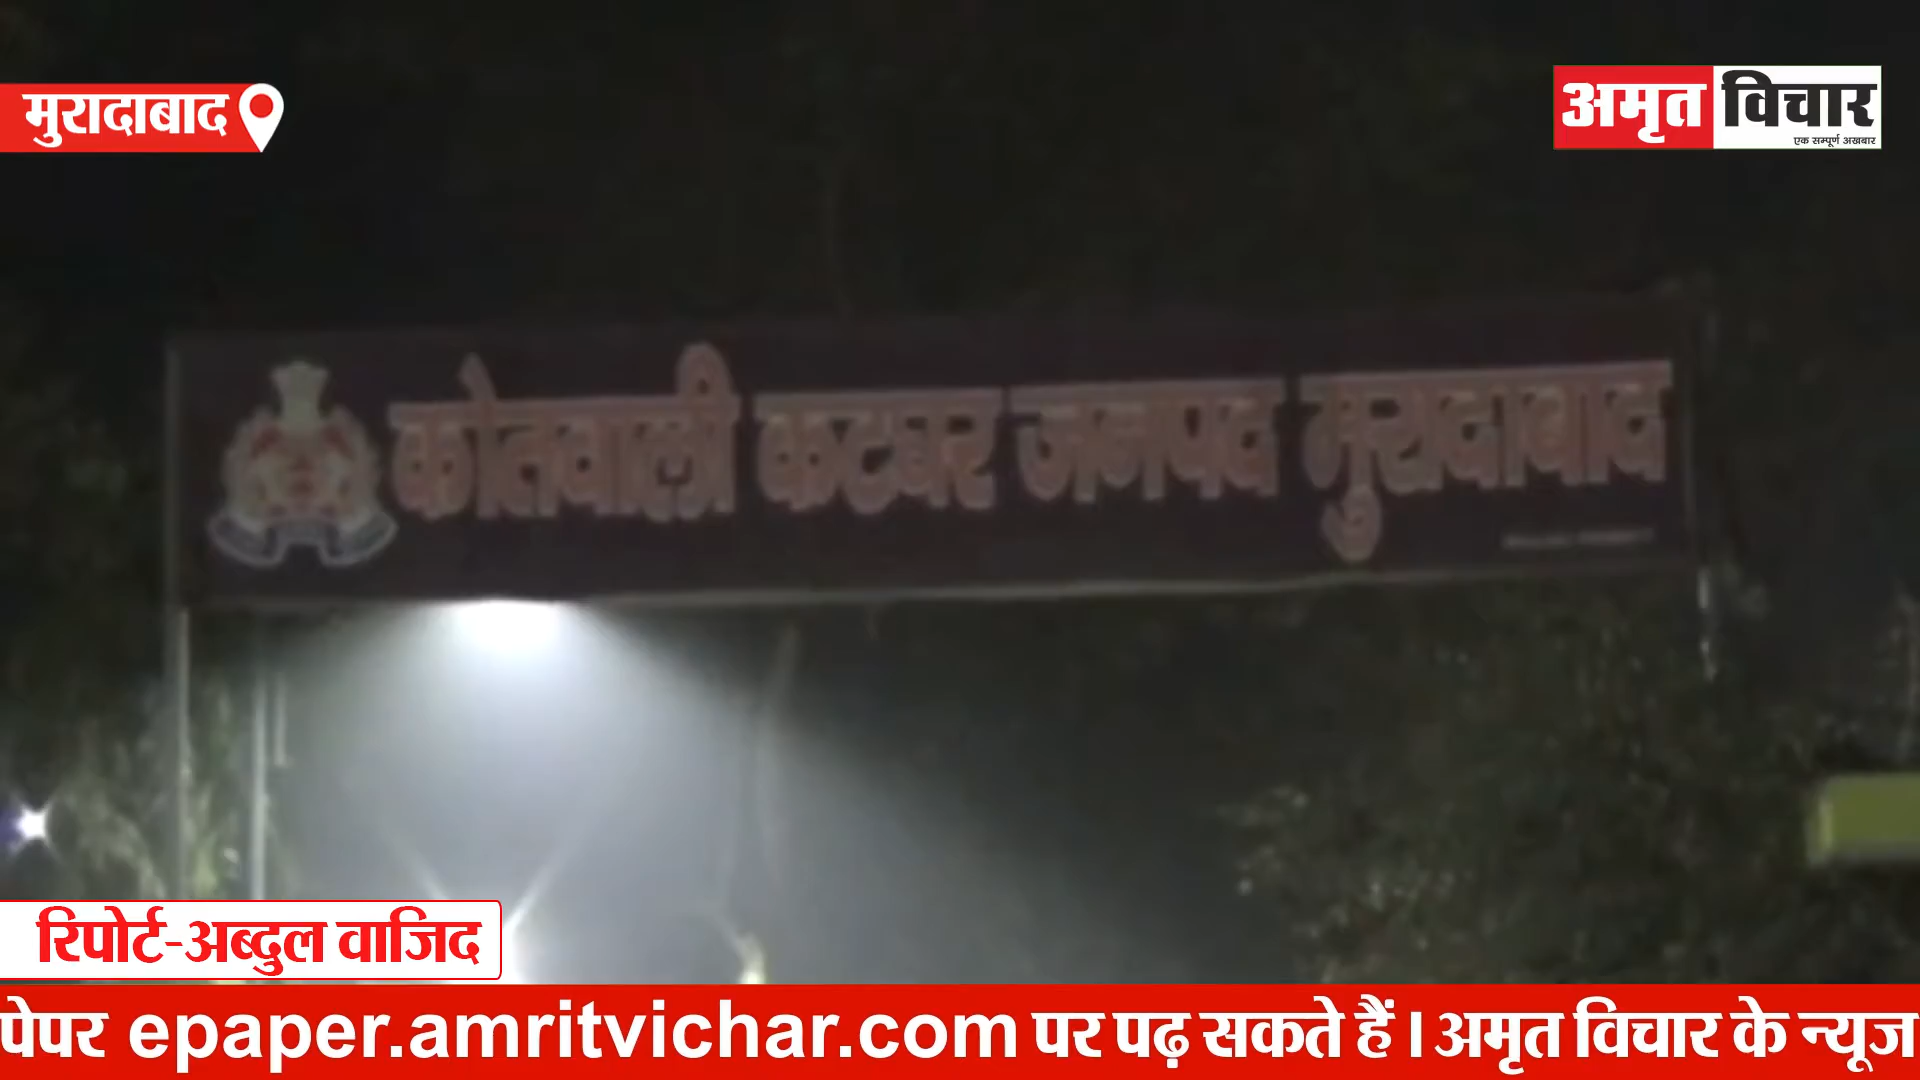 मुरादाबाद
अमृत विचार
एक सम्पूर्ण अखबार
कोतवाली कटघर जनपद मुरादाबाद
रिपोर्ट-अब्दुल वाजिद
पेपर epaper.amritvichar.com पर पढ़ सकते हैं । अमृत विचार के न्यूज